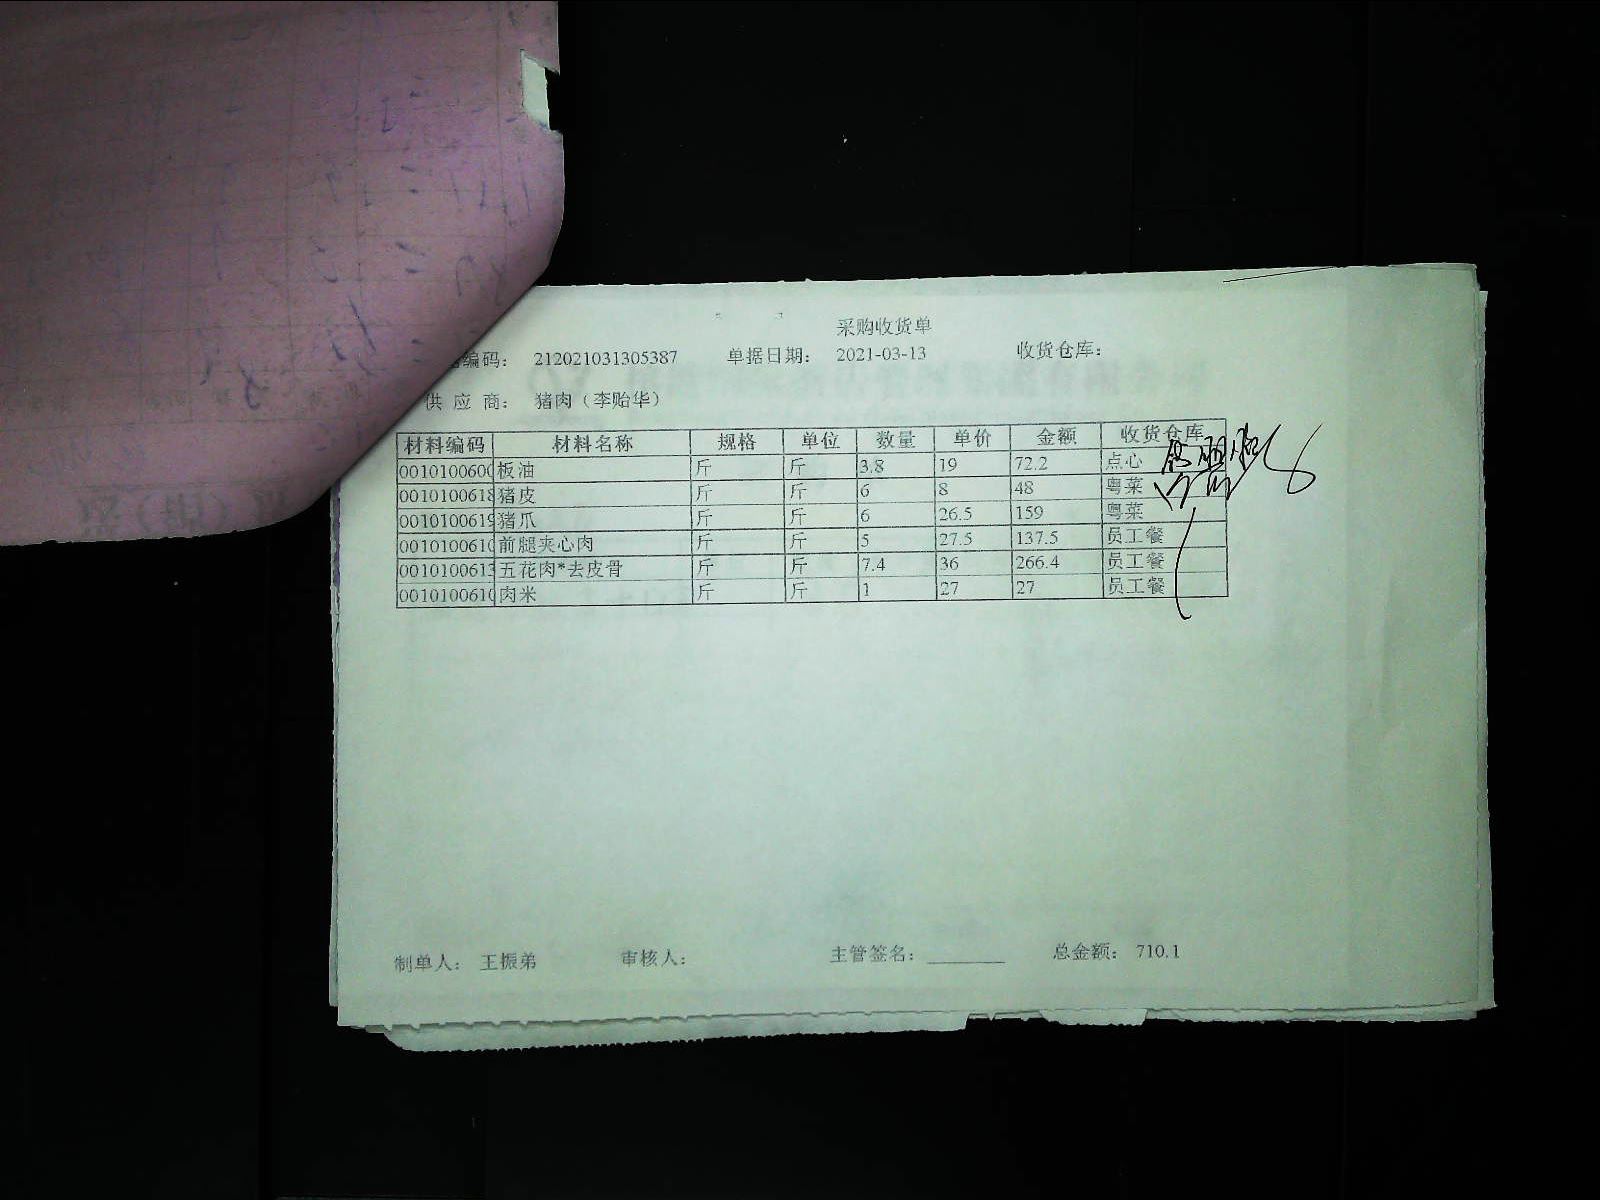 采购收货单
编码： 212021031305387 单据日期： 2021-03-13 收货仓库：
供应商： 猪肉（李贻华）
材料编码 材料名称 规格 单位 数量 单价 金额 收货仓库
0010100600 板油 斤 斤 3.8 19 72.2 点心
0010100618 猪皮 斤 斤 6 8 48 粤菜
0010100619 猪爪 斤 斤 6 26.5 159 粤菜
0010100610 前腿夹心肉 斤 斤 5 27.5 137.5 员工餐
0010100613 五花肉*去皮骨 斤 斤 7.4 36 266.4 员工餐
0010100610 肉米 斤 斤 1 27 27 员工餐
制单人： 王振弟 审核人： 主管签名： 总金额： 710.1